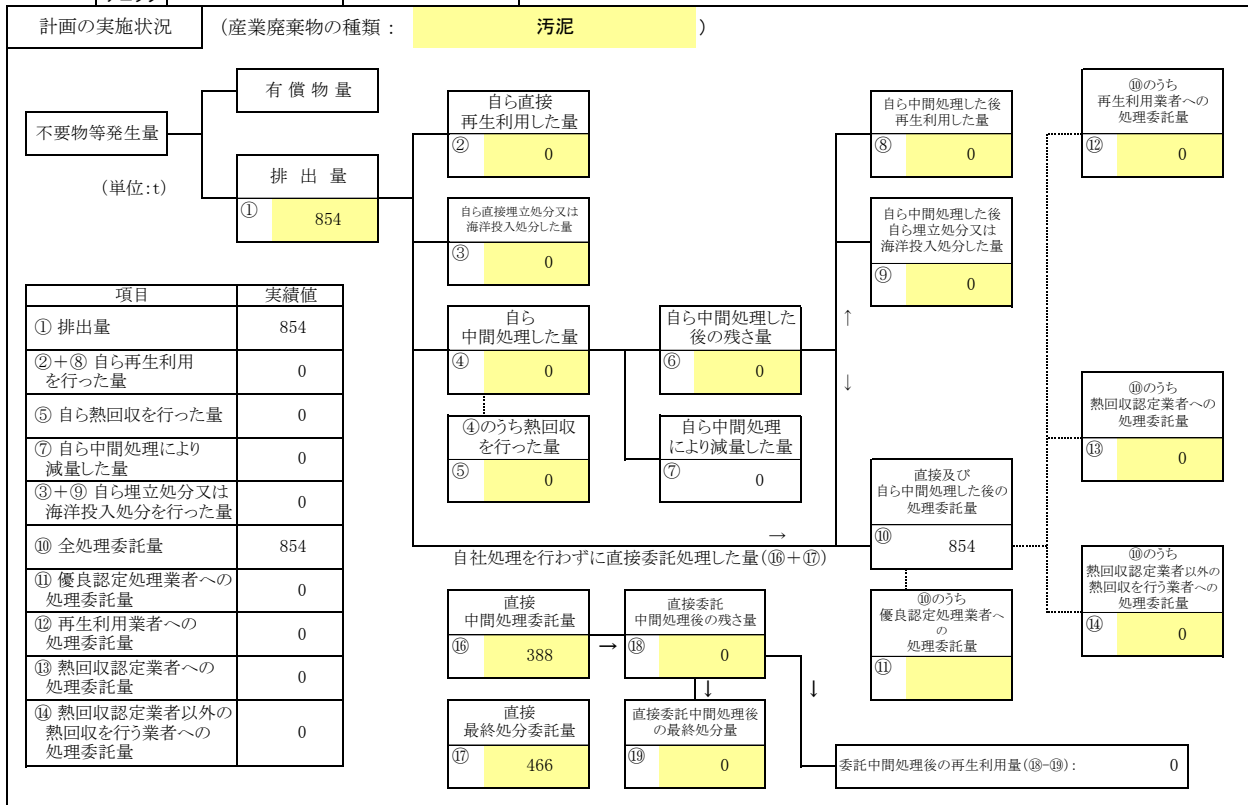 計画の実施状況
(産業廃棄物の種類：
汚泥
)
不要物等発生量
(単位:t)
有 償 物 量
排 出 量
①
854
自ら直接
再生利用した量
②
0
自ら直接埋立処分又は
海洋投入処分した量
③
0
自ら
中間処理した量
④
0
④のうち熱回収
を行った量
⑤
0
自ら中間処理した
後の残さ量
⑥
0
自ら中間処理
により減量した量
⑦
0
自ら中間処理した後
再生利用した量
⑧
0
自ら中間処理した後
自ら埋立処分又は
海洋投入処分した量
⑨
0
↑
↓
直接及び
自ら中間処理した後の
処理委託量
⑩
854
→
自社処理を行わずに直接委託処理した量(⑯＋⑰)
⑩のうち
優良認定処理業者へ
の
処理委託量
⑪
⑩のうち
再生利用業者への
処理委託量
⑫
0
⑩のうち
熱回収認定業者への
処理委託量
⑬
0
⑩のうち
熱回収認定業者以外の
熱回収を行う業者への
処理委託量
⑭
0
直接
中間処理委託量
⑯
388
→
直接委託
中間処理後の残さ量
⑱
0
↓
↓
直接
最終処分委託量
⑰
466
直接委託中間処理後
の最終処分量
⑲
0
委託中間処理後の再生利用量(⑱-⑲)： 0
項目 実績値
① 排出量 854
②＋⑧ 自ら再生利用
を行った量
0
⑤ 自ら熱回収を行った量 0
⑦ 自ら中間処理により
減量した量
0
③＋⑨ 自ら埋立処分又は
海洋投入処分を行った量
0
⑩ 全処理委託量 854
⑪ 優良認定処理業者への
処理委託量
0
⑫ 再生利用業者への
処理委託量
0
⑬ 熱回収認定業者への
処理委託量
0
⑭ 熱回収認定業者以外の
熱回収を行う業者への
処理委託量
0